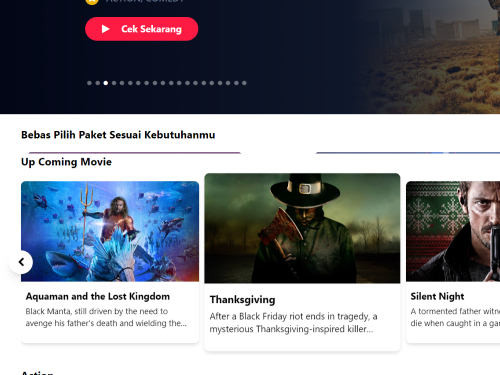 ACTION, COMEDY
Cek Sekarang
Bebas Pilih Paket Sesuai Kebutuhanmu
Up Coming Movie
Aquaman and the Lost Kingdom
Black Manta, still driven by the need to
avenge his father's death and wielding the...
Thanksgiving
After a Black Friday riot ends in tragedy, a
mysterious Thanksgiving-inspired killer...
Silent Night
A tormented father witne
die when caught in a gan
Action